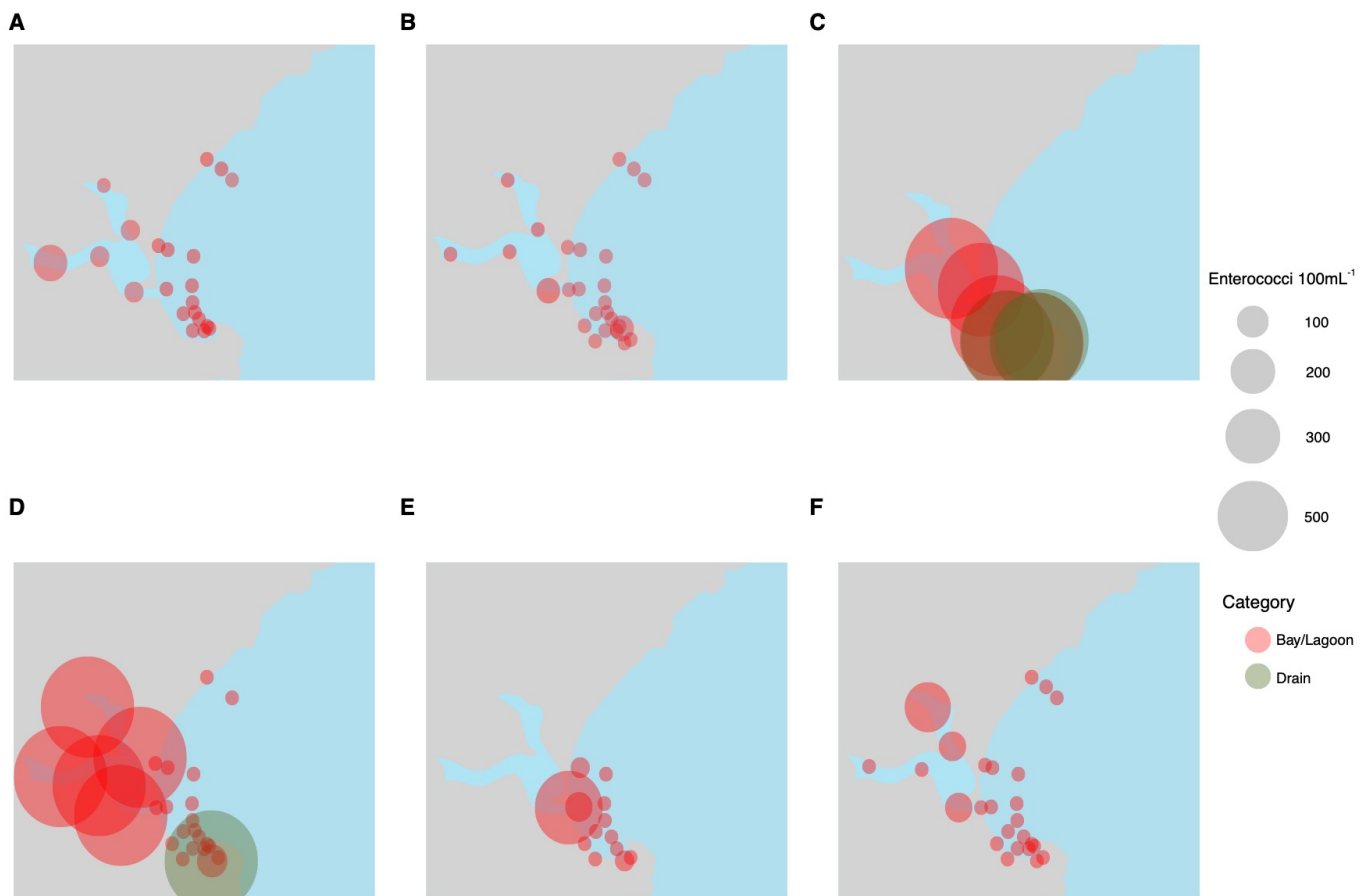 A
B
C
Enterococci 100mL⁻¹
100
200
300
500
D
E
F
Category
Bay/Lagoon
Drain